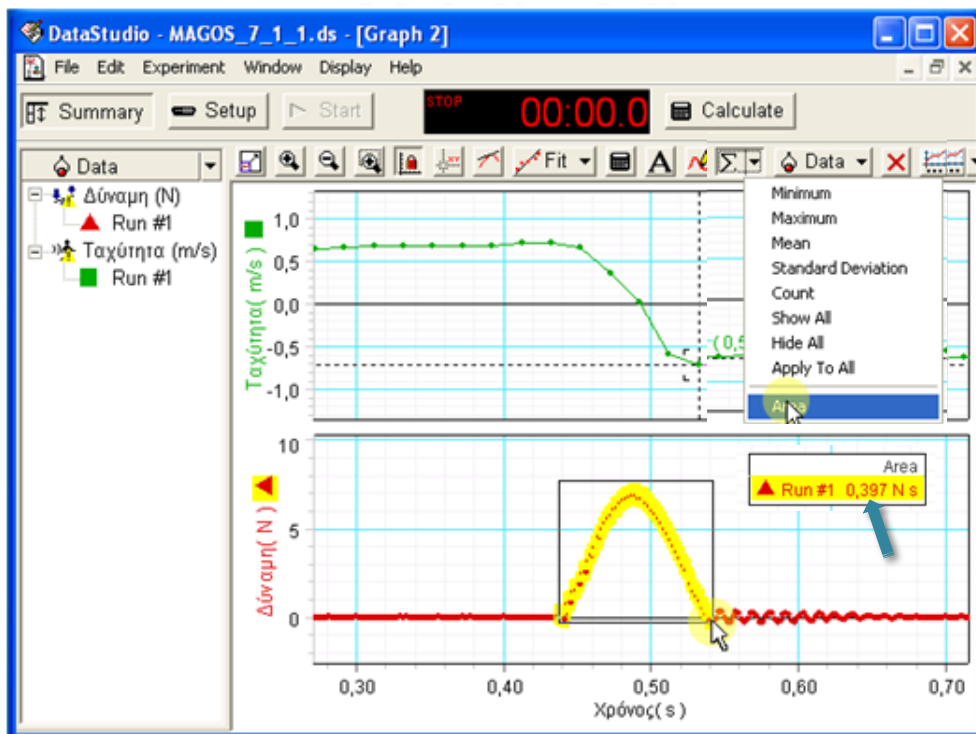 DataStudio - MAGOS_7_1_1.ds - [Graph 2]
File Edit Experiment Window Display Help
Summary Setup Start STOP 00:00.0 Calculate
Data
Δύναμη (N)
Run #1
Ταχύτητα (m/s)
Run #1
Fit A Σ Data
Minimum
Maximum
Mean
Standard Deviation
Count
Show All
Hide All
Apply To All
Ταχύτητα( m/s )
1,0
0,5
0,0
-0,5
-1,0
( 0,5
Δύναμη( N )
10
5
0
Area
Run #1 0,397 N s
0,30 0,40 0,50 0,60 0,70
Χρόνος( s )